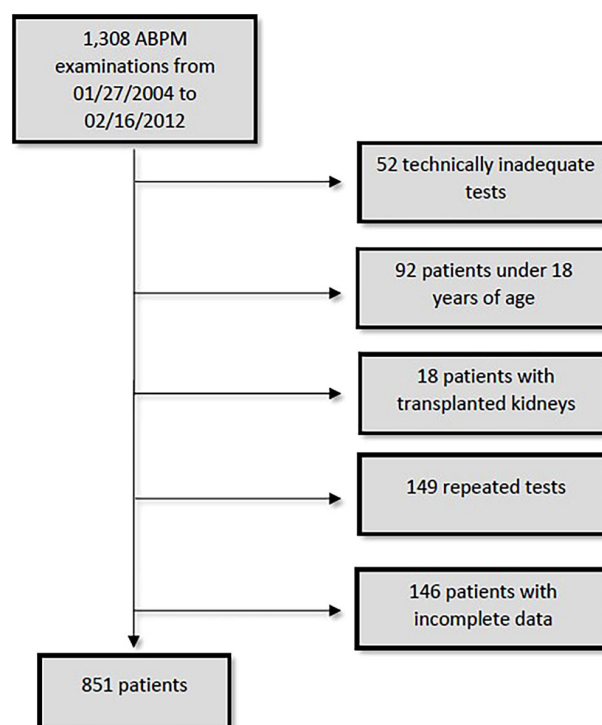 1,308 ABPM
examinations from
01/27/2004 to
02/16/2012
52 technically inadequate
tests
92 patients under 18
years of age
18 patients with
transplanted kidneys
149 repeated tests
146 patients with
incomplete data
851 patients